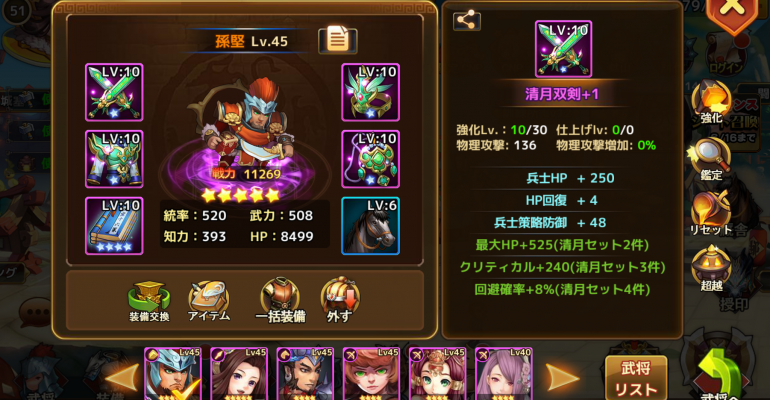 51
孫堅 Lv.45
LV:10
LV:10
LV:10
LV:10
LV:10
LV:6
戦力 11269
統率：520 武力：508
知力：393 HP：8499
装備交換
アイテム
一括装備
外す
LV:10
清月双剣+1
強化Lv.：10/30 仕上げlv: 0/0
物理攻撃: 136 物理攻撃増加: 0%
兵士HP + 250
HP回復 + 4
兵士策略防御 + 48
最大HP+525(清月セット2件)
クリティカル+240(清月セット3件)
回避確率+8%(清月セット4件)
ログイン
強化
鑑定
リセット
超越
授印
Lv45
Lv45
Lv45
Lv45
Lv45
Lv40
武将
リスト
武将へ
武将
装備